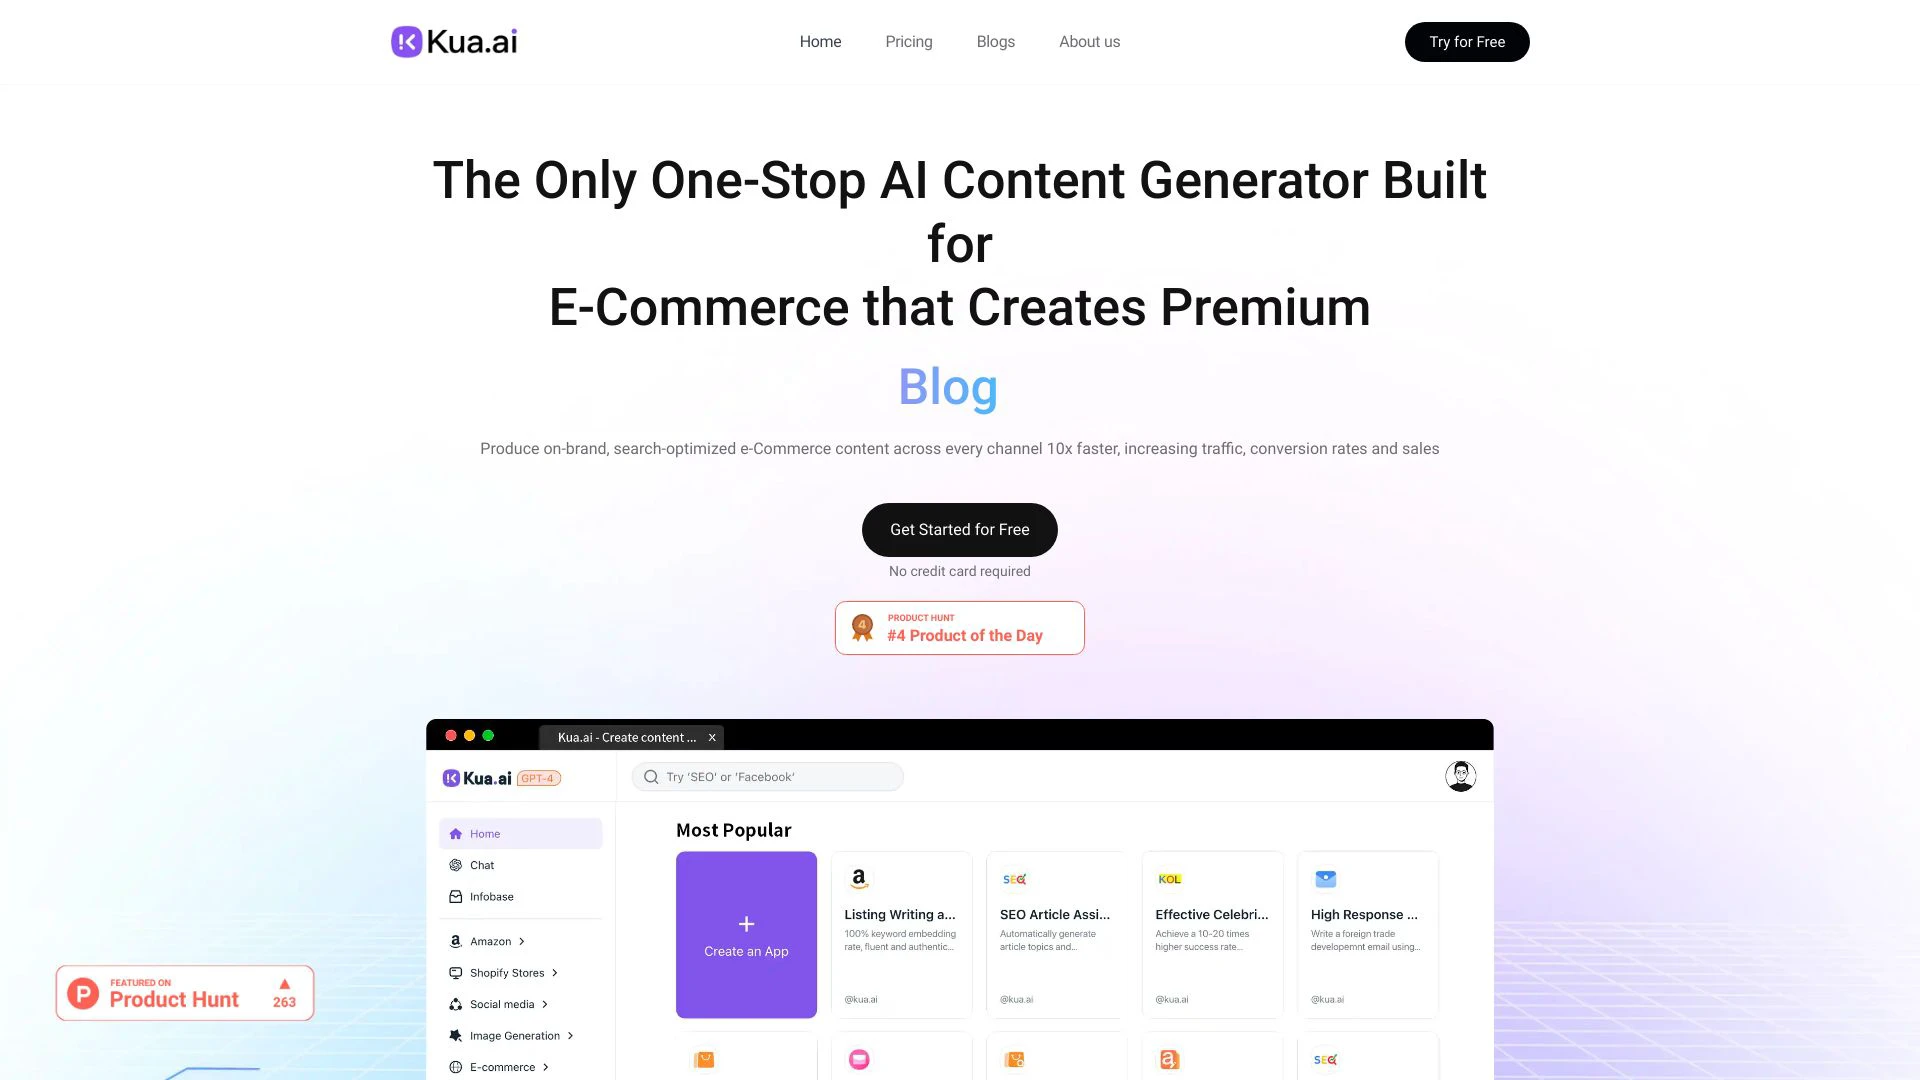 Kua.ai
Home
Pricing
Blogs
About us
Try for Free
The Only One-Stop AI Content Generator Built
for
E-Commerce that Creates Premium
Blog
Produce on-brand, search-optimized e-Commerce content across every channel 10x faster, increasing traffic, conversion rates and sales
Get Started for Free
No credit card required
4
PRODUCT HUNT
#4 Product of the Day
Kua.ai - Create content ...
x
Kua.ai GPT-4
Try 'SEO' or 'Facebook'
Home
Chat
Infobase
Amazon
Shopify Stores
Social media
Image Generation
E-commerce
Most Popular
+
Create an App
Listing Writing a...
100% keyword embedding
rate, fluent and authentic...
@kua.ai
SEO
SEO Article Assi...
Automatically generate
article topics and...
@kua.ai
KOL
Effective Celebri...
Achieve a 10-20 times
higher success rate...
@kua.ai
High Response ...
Write a foreign trade
developemnt email using...
@kua.ai
SEO
P
FEATURED ON
Product Hunt
263